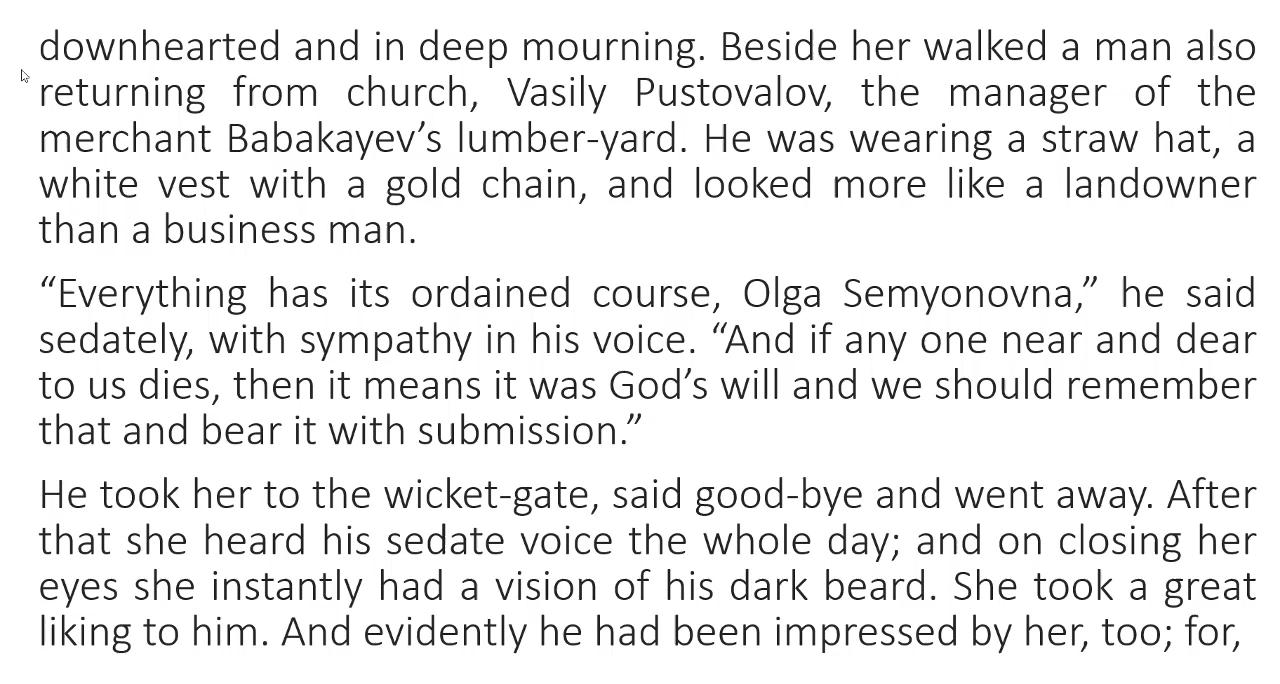 downhearted and in deep mourning. Beside her walked a man also
returning from church, Vasily Pustovalov, the manager of the
merchant Babakayev’s lumber-yard. He was wearing a straw hat, a
white vest with a gold chain, and looked more like a landowner
than a business man.
“Everything has its ordained course, Olga Semyonovna,” he said
sedately, with sympathy in his voice. “And if any one near and dear
to us dies, then it means it was God’s will and we should remember
that and bear it with submission.”
He took her to the wicket-gate, said good-bye and went away. After
that she heard his sedate voice the whole day; and on closing her
eyes she instantly had a vision of his dark beard. She took a great
liking to him. And evidently he had been impressed by her, too; for,